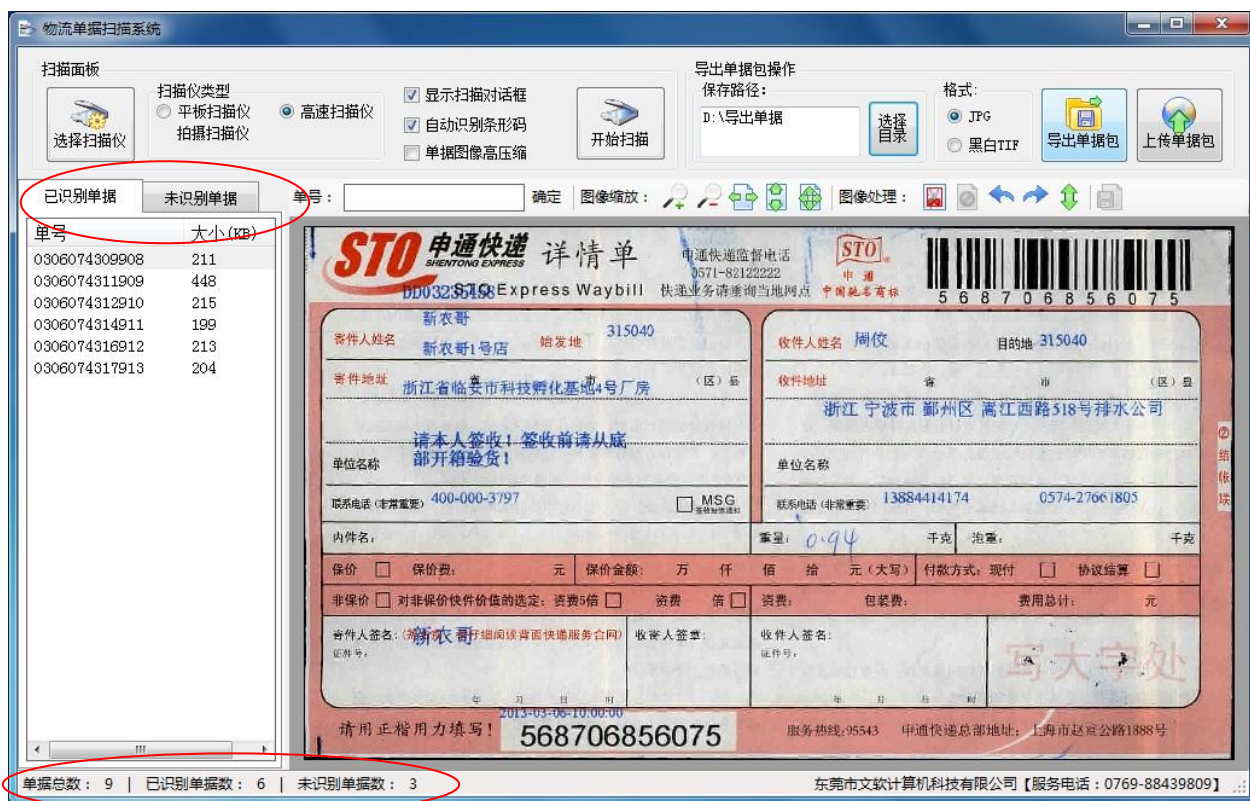 物流单据扫描系统
扫描面板
选择扫描仪
扫描仪类型
平板扫描仪 高速扫描仪
拍摄扫描仪
显示扫描对话框
自动识别条形码
单据图像高压缩
开始扫描
导出单据包操作
保存路径:
D:\导出单据
选择目录
格式:
JPG
黑白TIF
导出单据包
上传单据包
已识别单据 未识别单据
单号: 确定 图像缩放: 图像处理:
单号 大小(KB)
0306074309908 211
0306074311909 448
0306074312910 215
0306074314911 199
0306074316912 213
0306074317913 204
STO 申通快递 详情单
SHENTONG EXPRESS
STO Express Waybill
申通快递监督电话
0571-82122222
快递业务请垂询当地网点
STO
申通
中国驰名商标
568706856075
新农哥
寄件人姓名 新农哥1号店 始发地 315040
收件人姓名 周佼 目的地 315040
寄件地址 省 市 (区)县
浙江省临安市科技孵化基地4号厂房
收件地址 省 市 (区)县
浙江 宁波市 鄞州区 嵩江西路518号排水公司
请本人签收!签收前请从底
部开箱验货!
单位名称
单位名称
联系电话(非常重要) 400-000-3797 MSG
联系电话(非常重要) 13884414174 0574-27661805
②结账联
内件名: 重量: 0.94 千克 泡重: 千克
保价 保价费: 元 保价金额: 万 仟 佰 拾 元(大写) 付款方式:现付 协议结算
非保价 对非保价快件价值的选定:资费5倍 资费 倍 资费: 包装费: 费用总计: 元
寄件人签名: 新农哥 收寄人签章: 收件人签名:
证件号: 证件号:
写大字处
年 月 日 时 年 月 日 时
2013-03-06-10:00:00
请用正楷用力填写! 568706856075 服务热线:95543 申通快递总部地址:上海市赵重公路1888号
单据总数: 9 | 已识别单据数: 6 | 未识别单据数: 3
东莞市文软计算机科技有限公司【服务电话:0769-88439809】